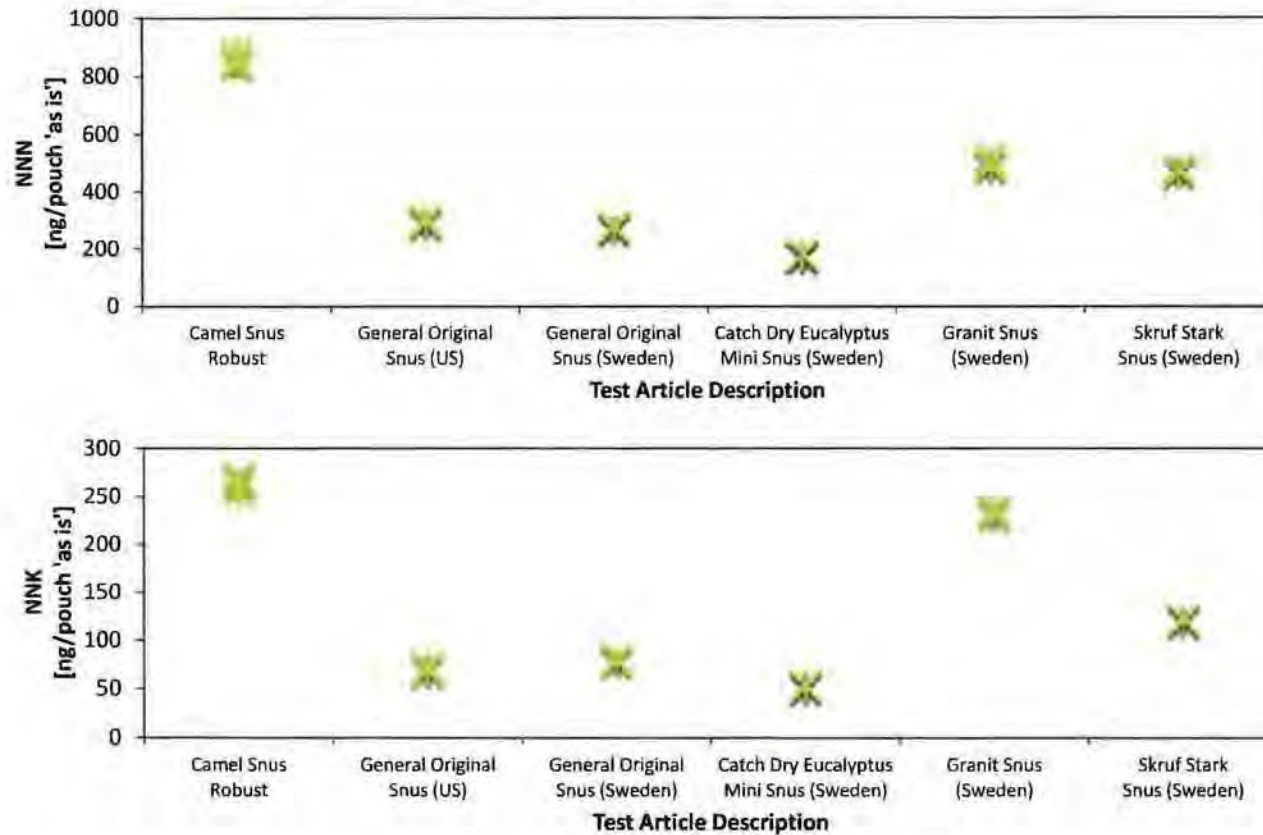 1000
800
600
400
200
0
NNN
[ng/pouch 'as is']
Camel Snus
Robust
General Original
Snus (US)
General Original
Snus (Sweden)
Catch Dry Eucalyptus
Mini Snus (Sweden)
Granit Snus
(Sweden)
Skruf Stark
Snus (Sweden)
Test Article Description
300
250
200
150
100
50
0
NNK
[ng/pouch 'as is']
Camel Snus
Robust
General Original
Snus (US)
General Original
Snus (Sweden)
Catch Dry Eucalyptus
Mini Snus (Sweden)
Granit Snus
(Sweden)
Skruf Stark
Snus (Sweden)
Test Article Description